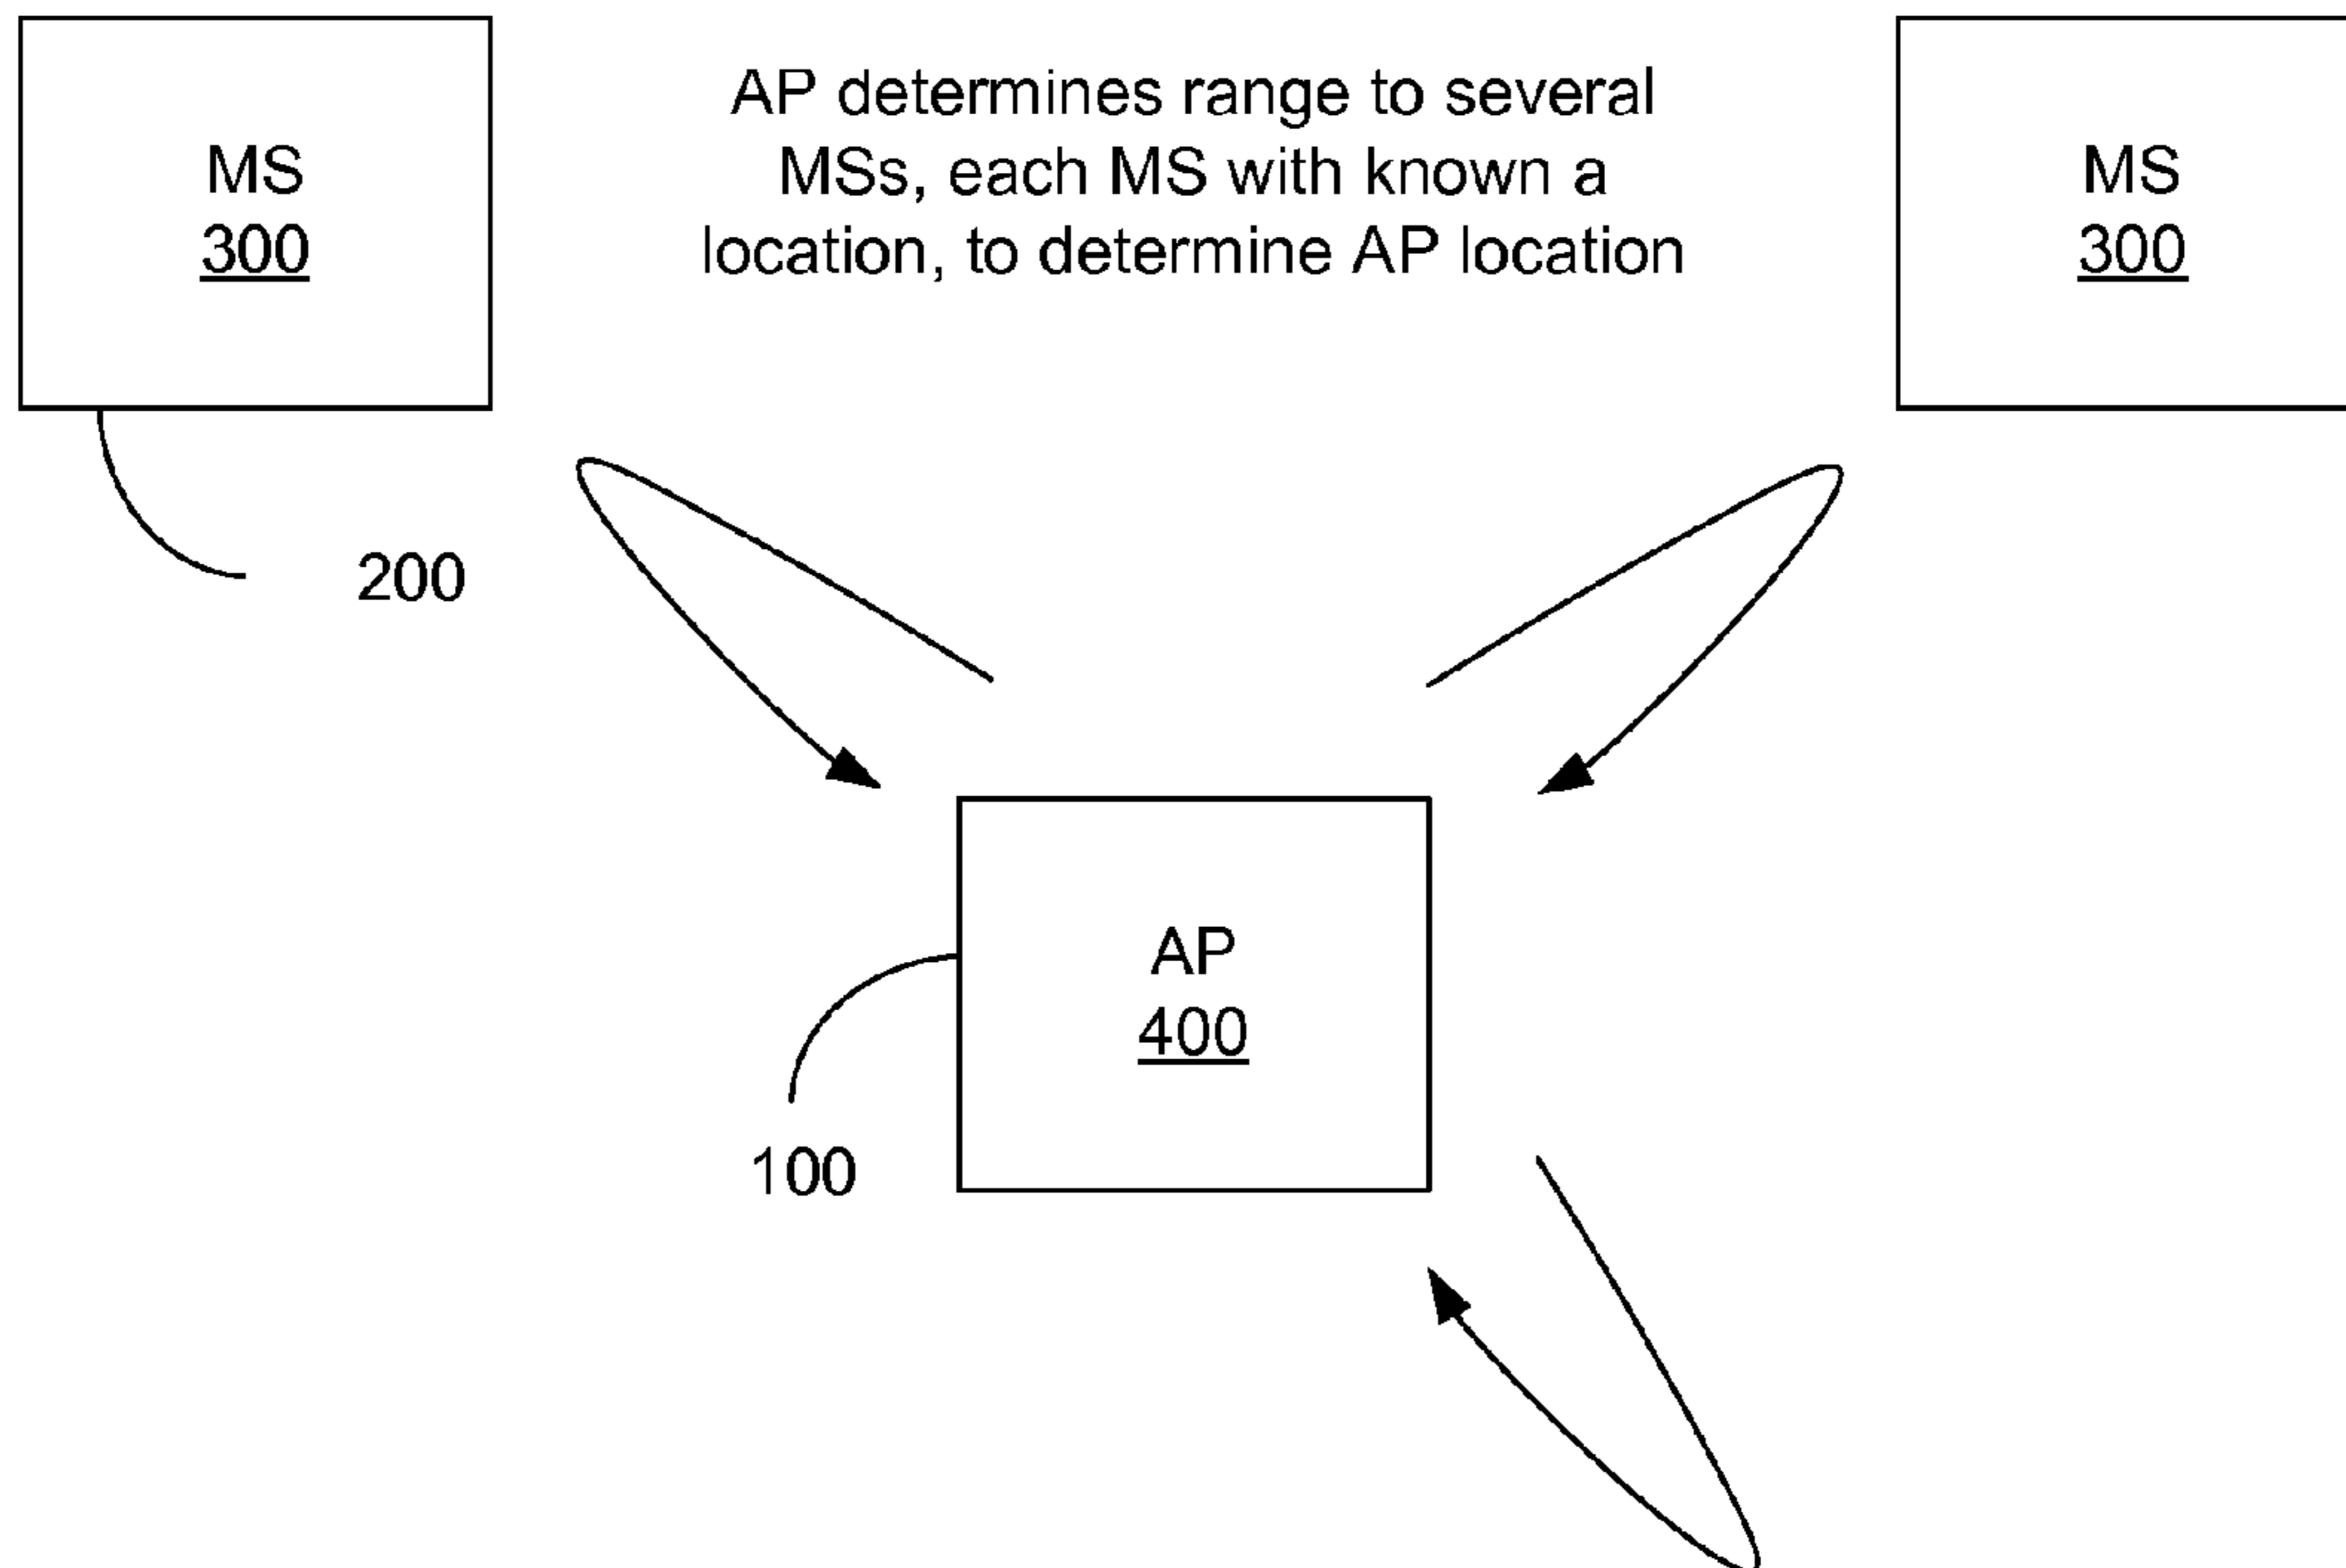 MS
300
AP determines range to several
MSs, each MS with known a
location, to determine AP location
MS
300
200
AP
400
100